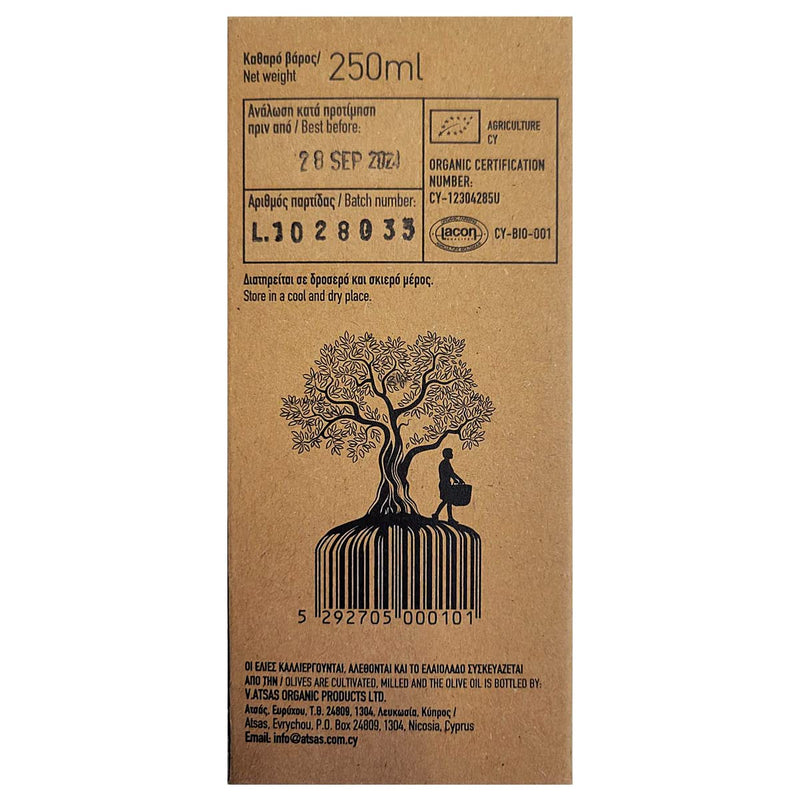 Καθαρό βάρος/
Net weight 250ml
Ανάλωση κατά προτίμηση
πριν από / Best before:
28 SEP
Αριθμός παρτίδας / Batch number:
L.1028035
AGRICULTURE
CY
ORGANIC CERTIFICATION
NUMBER:
CY-12304285U
lacon
CY-BIO-001
Διατηρείται σε δροσερό και σκιερό μέρος.
Store in a cool and dry place.
5 292705 000101
ΟΙ ΕΛΙΕΣ ΚΑΛΛΙΕΡΓΟΥΝΤΑΙ, ΑΛΕΘΟΝΤΑΙ ΚΑΙ ΤΟ ΕΛΑΙΟΛΑΔΟ ΣΥΣΚΕΥΑΖΕΤΑΙ
ΑΠΟ ΤΗΝ / OLIVES ARE CULTIVATED, MILLED AND THE OLIVE OIL IS BOTTLED BY:
V.ATSAS ORGANIC PRODUCTS LTD.
Ατσάς, Ευρύχου, Τ.Θ. 24809, 1304, Λευκωσία, Κύπρος /
Atsas, Evrychou, P.O. Box 24809, 1304, Nicosia, Cyprus
Email: info@atsas.com.cy